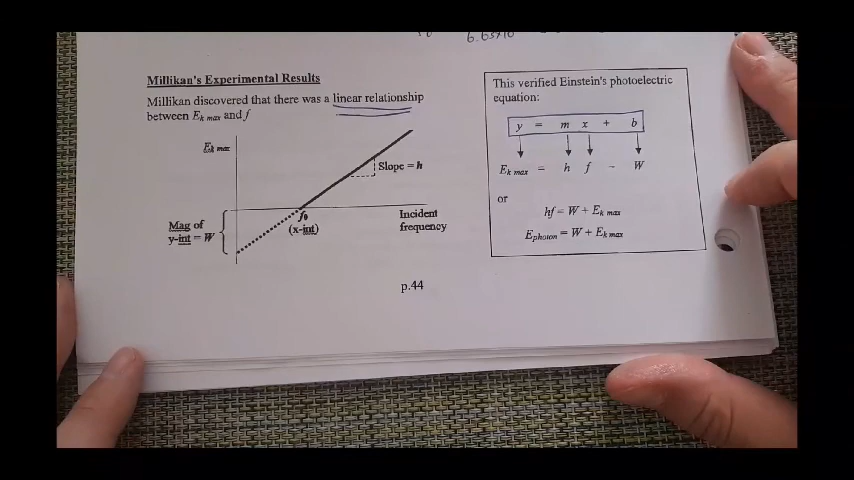 6.63x10
Millikan's Experimental Results
Millikan discovered that there was a linear relationship
between Ek max and f
Ek max
Slope = h
f0
(x-int)
Incident
frequency
Mag of
y-int = W
This verified Einstein's photoelectric
equation:
y = m x + b
Ek max = h f − W
or
hf = W + Ek max
Ephoton = W + Ek max
p.44